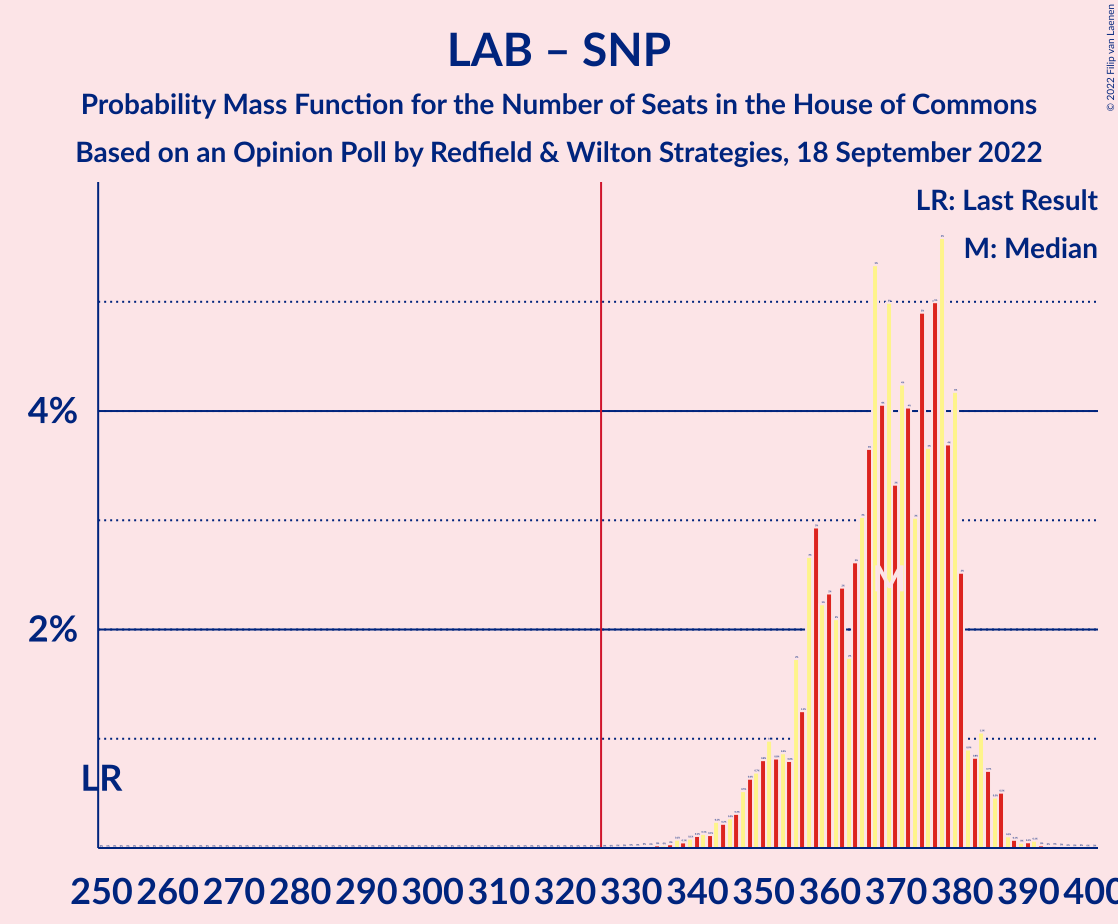 LAB – SNP
Probability Mass Function for the Number of Seats in the House of Commons
Based on an Opinion Poll by Redfield & Wilton Strategies, 18 September 2022
© 2022 Filip van Laenen
LR: Last Result
M: Median
4%
2%
LR
M
250 260 270 280 290 300 310 320 330 340 350 360 370 380 390 400